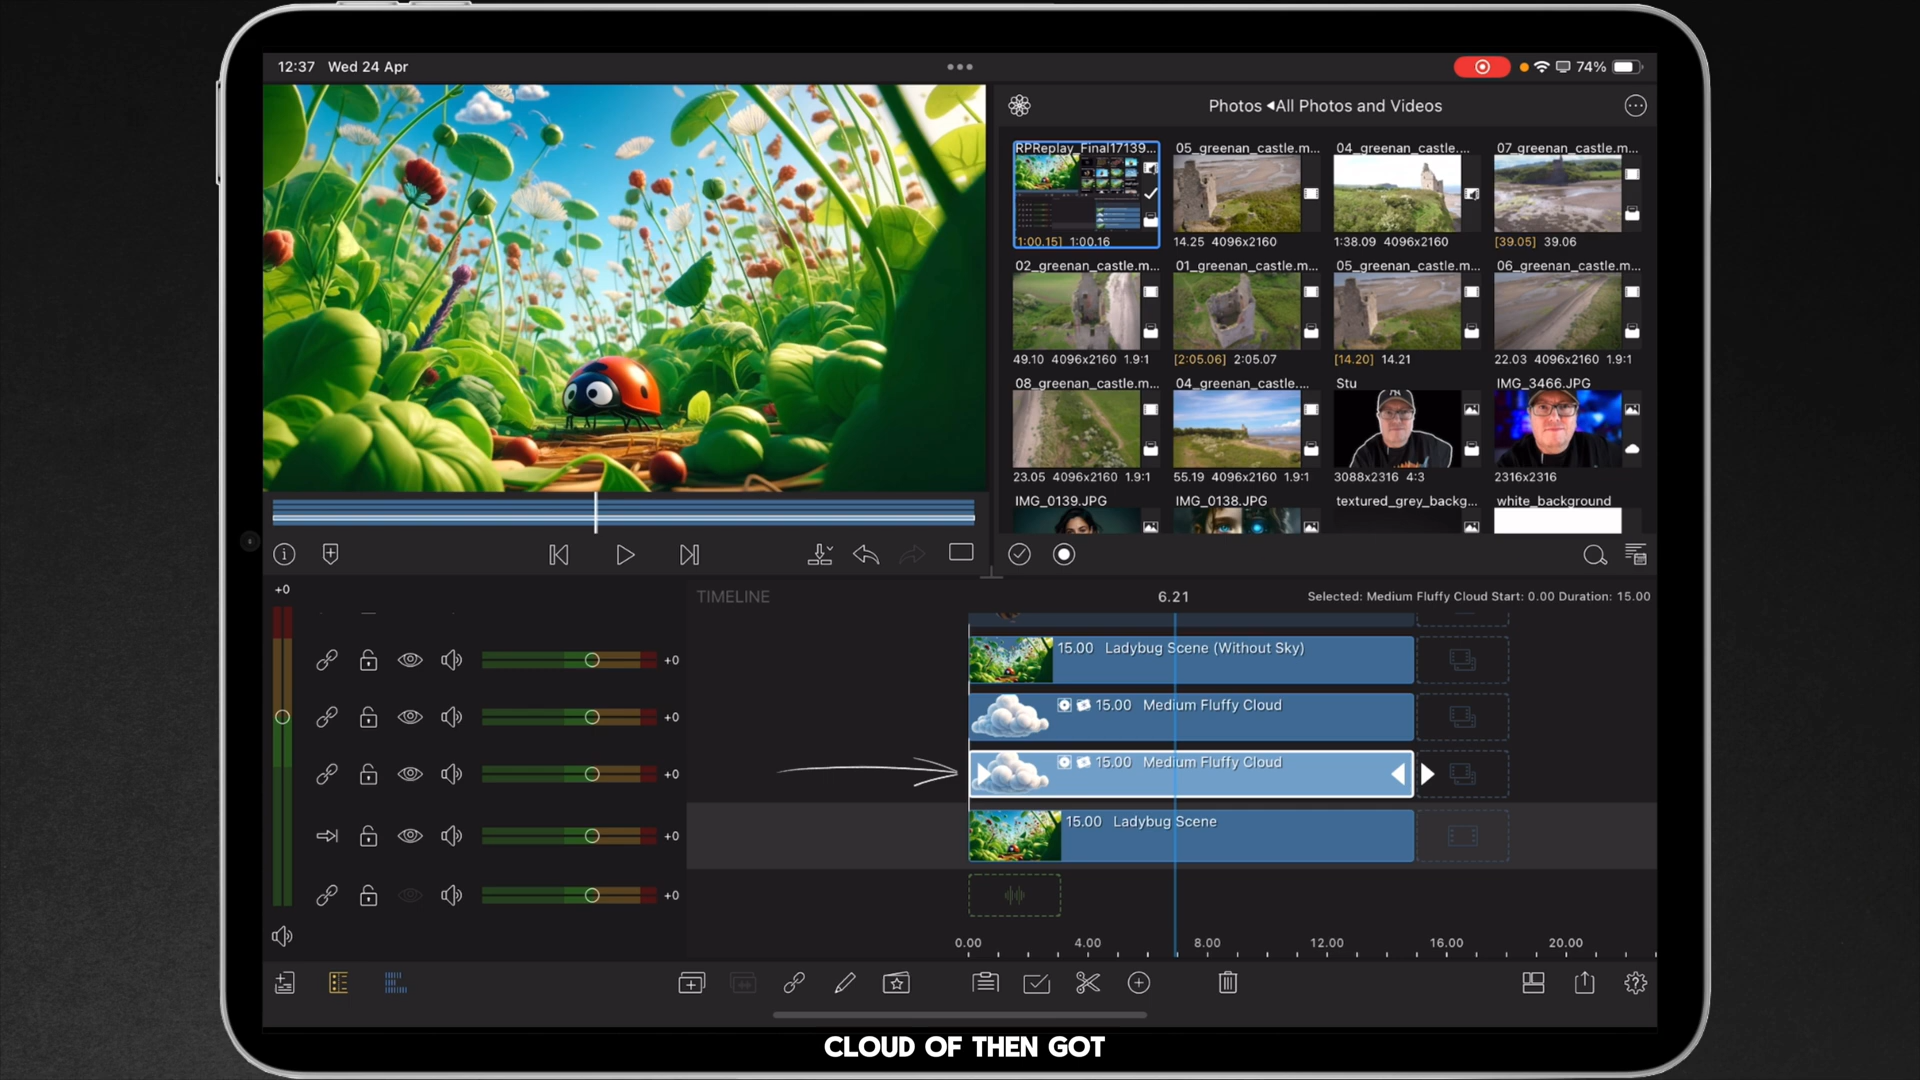 12:37 Wed 24 Apr
74%
Photos ◂All Photos and Videos
RPReplay_Final17139...
05_greenan_castle.m...
04_greenan_castle....
07_greenan_castle.m...
[1:00.15] 1:00.16
14.25 4096x2160
1:38.09 4096x2160
[39.05] 39.06
02_greenan_castle.m...
01_greenan_castle.m...
05_greenan_castle.m...
06_greenan_castle.m...
49.10 4096x2160 1.9:1
[2:05.06] 2:05.07
[14.20] 14.21
22.03 4096x2160 1.9:1
08_greenan_castle.m...
04_greenan_castle....
Stu
IMG_3466.JPG
23.05 4096x2160 1.9:1
55.19 4096x2160 1.9:1
3088x2316 4:3
2316x2316
IMG_0139.JPG
IMG_0138.JPG
textured_grey_backg...
white_background
+0
TIMELINE
6.21
Selected: Medium Fluffy Cloud Start: 0.00 Duration: 15.00
+0
15.00 Ladybug Scene (Without Sky)
+0
15.00 Medium Fluffy Cloud
+0
15.00 Medium Fluffy Cloud
+0
15.00 Ladybug Scene
+0
0.00 4.00 8.00 12.00 16.00 20.00
CLOUD OF THEN GOT